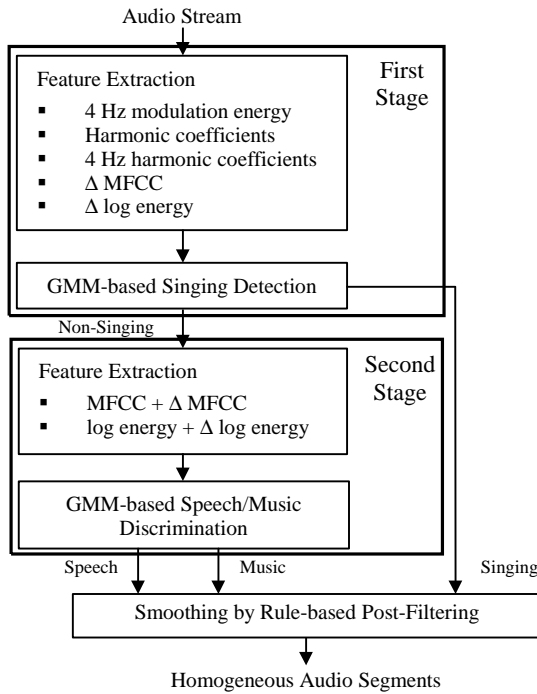 Audio Stream
First
Stage
Feature Extraction
▪ 4 Hz modulation energy
▪ Harmonic coefficients
▪ 4 Hz harmonic coefficients
▪ Δ MFCC
▪ Δ log energy
GMM-based Singing Detection
Non-Singing
Second
Stage
Feature Extraction
▪ MFCC + Δ MFCC
▪ log energy + Δ log energy
GMM-based Speech/Music
Discrimination
Speech
Music
Singing
Smoothing by Rule-based Post-Filtering
Homogeneous Audio Segments